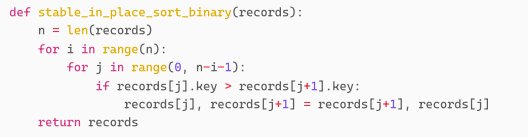 def stable_in_place_sort_binary(records):
    n = len(records)
    for i in range(n):
        for j in range(0, n-i-1):
            if records[j].key > records[j+1].key:
                records[j], records[j+1] = records[j+1], records[j]
    return records